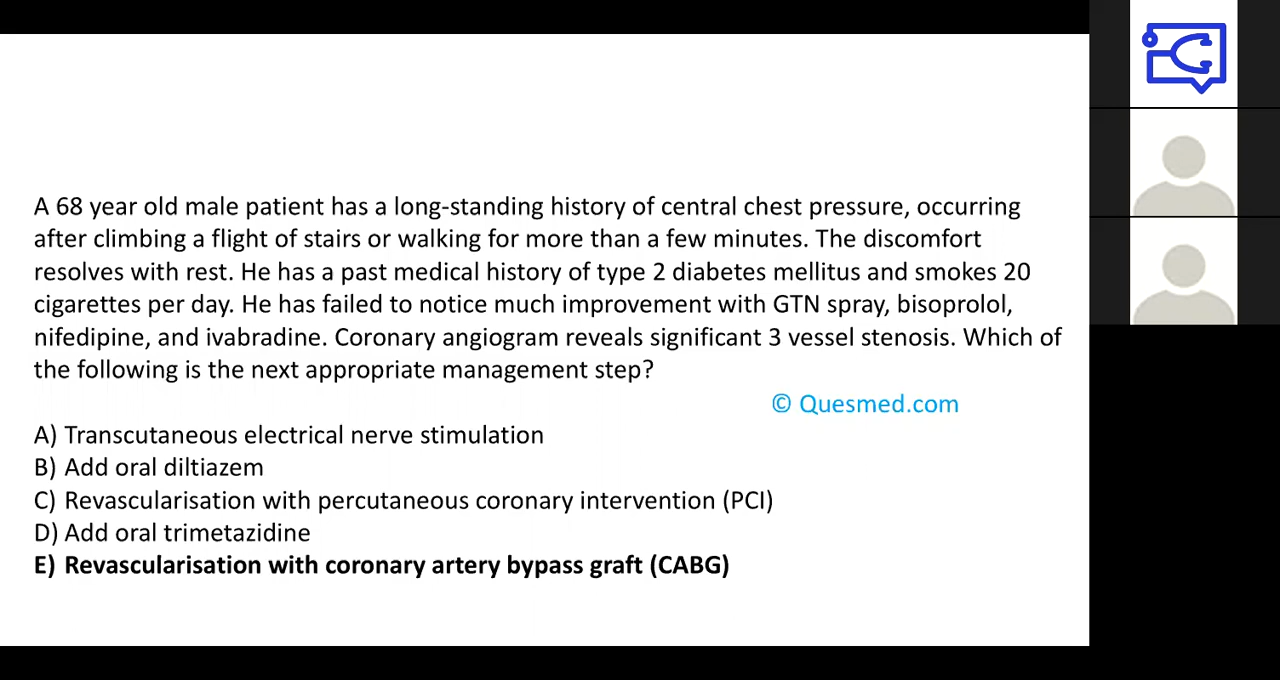 A 68 year old male patient has a long-standing history of central chest pressure, occurring
after climbing a flight of stairs or walking for more than a few minutes. The discomfort
resolves with rest. He has a past medical history of type 2 diabetes mellitus and smokes 20
cigarettes per day. He has failed to notice much improvement with GTN spray, bisoprolol,
nifedipine, and ivabradine. Coronary angiogram reveals significant 3 vessel stenosis. Which of
the following is the next appropriate management step?
© Quesmed.com
A) Transcutaneous electrical nerve stimulation
B) Add oral diltiazem
C) Revascularisation with percutaneous coronary intervention (PCI)
D) Add oral trimetazidine
E) Revascularisation with coronary artery bypass graft (CABG)